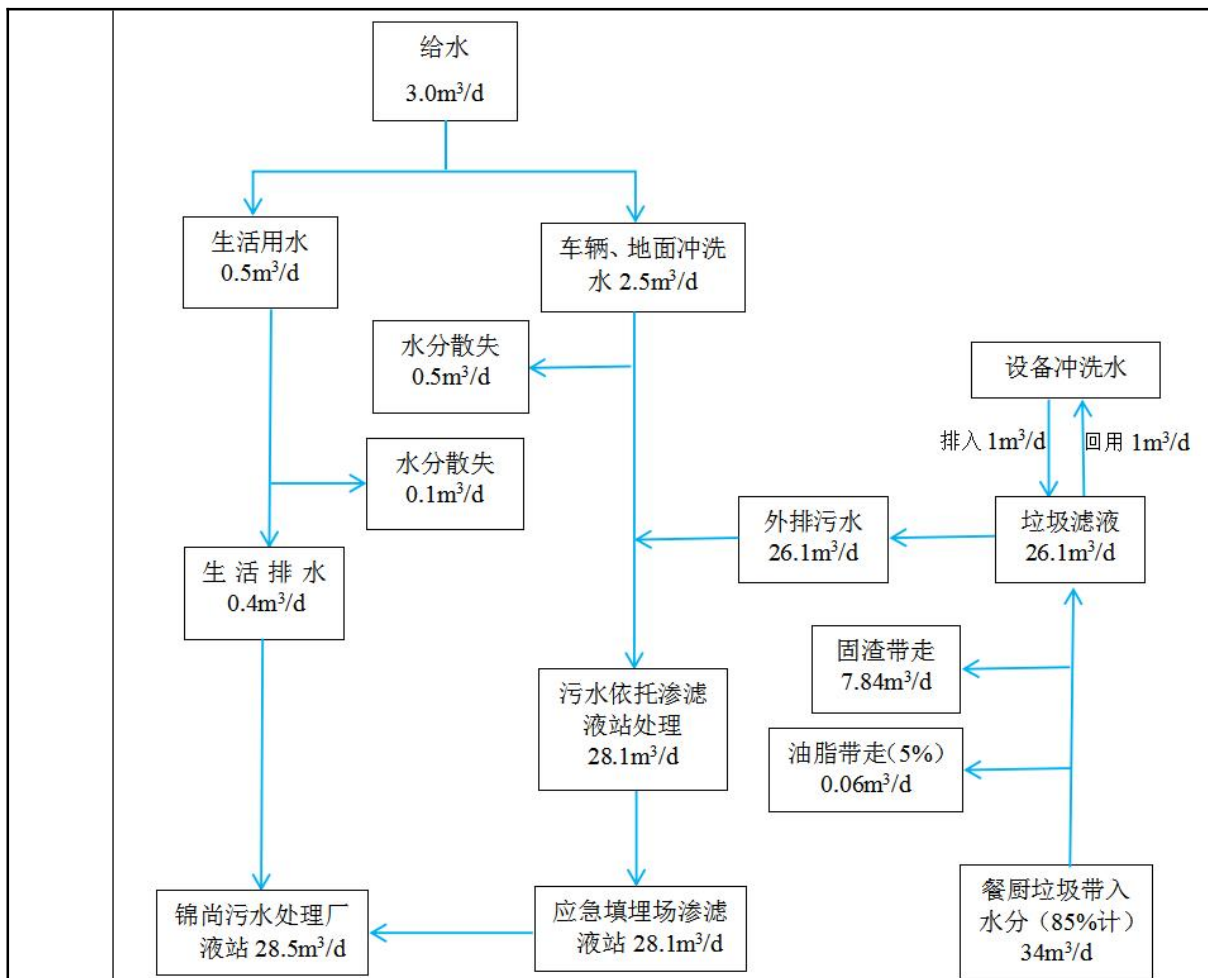 给水
3.0m³/d
生活用水
0.5m³/d
车辆、地面冲洗
水 2.5m³/d
水分散失
0.5m³/d
设备冲洗水
排入 1m³/d
回用 1m³/d
水分散失
0.1m³/d
外排污水
26.1m³/d
垃圾滤液
26.1m³/d
生 活 排 水
0.4m³/d
固渣带走
7.84m³/d
污水依托渗滤
液站处理
28.1m³/d
油脂带走（5%）
0.06m³/d
锦尚污水处理厂
液站 28.5m³/d
应急填埋场渗滤
液站 28.1m³/d
餐厨垃圾带入
水分（85%计）
34m³/d